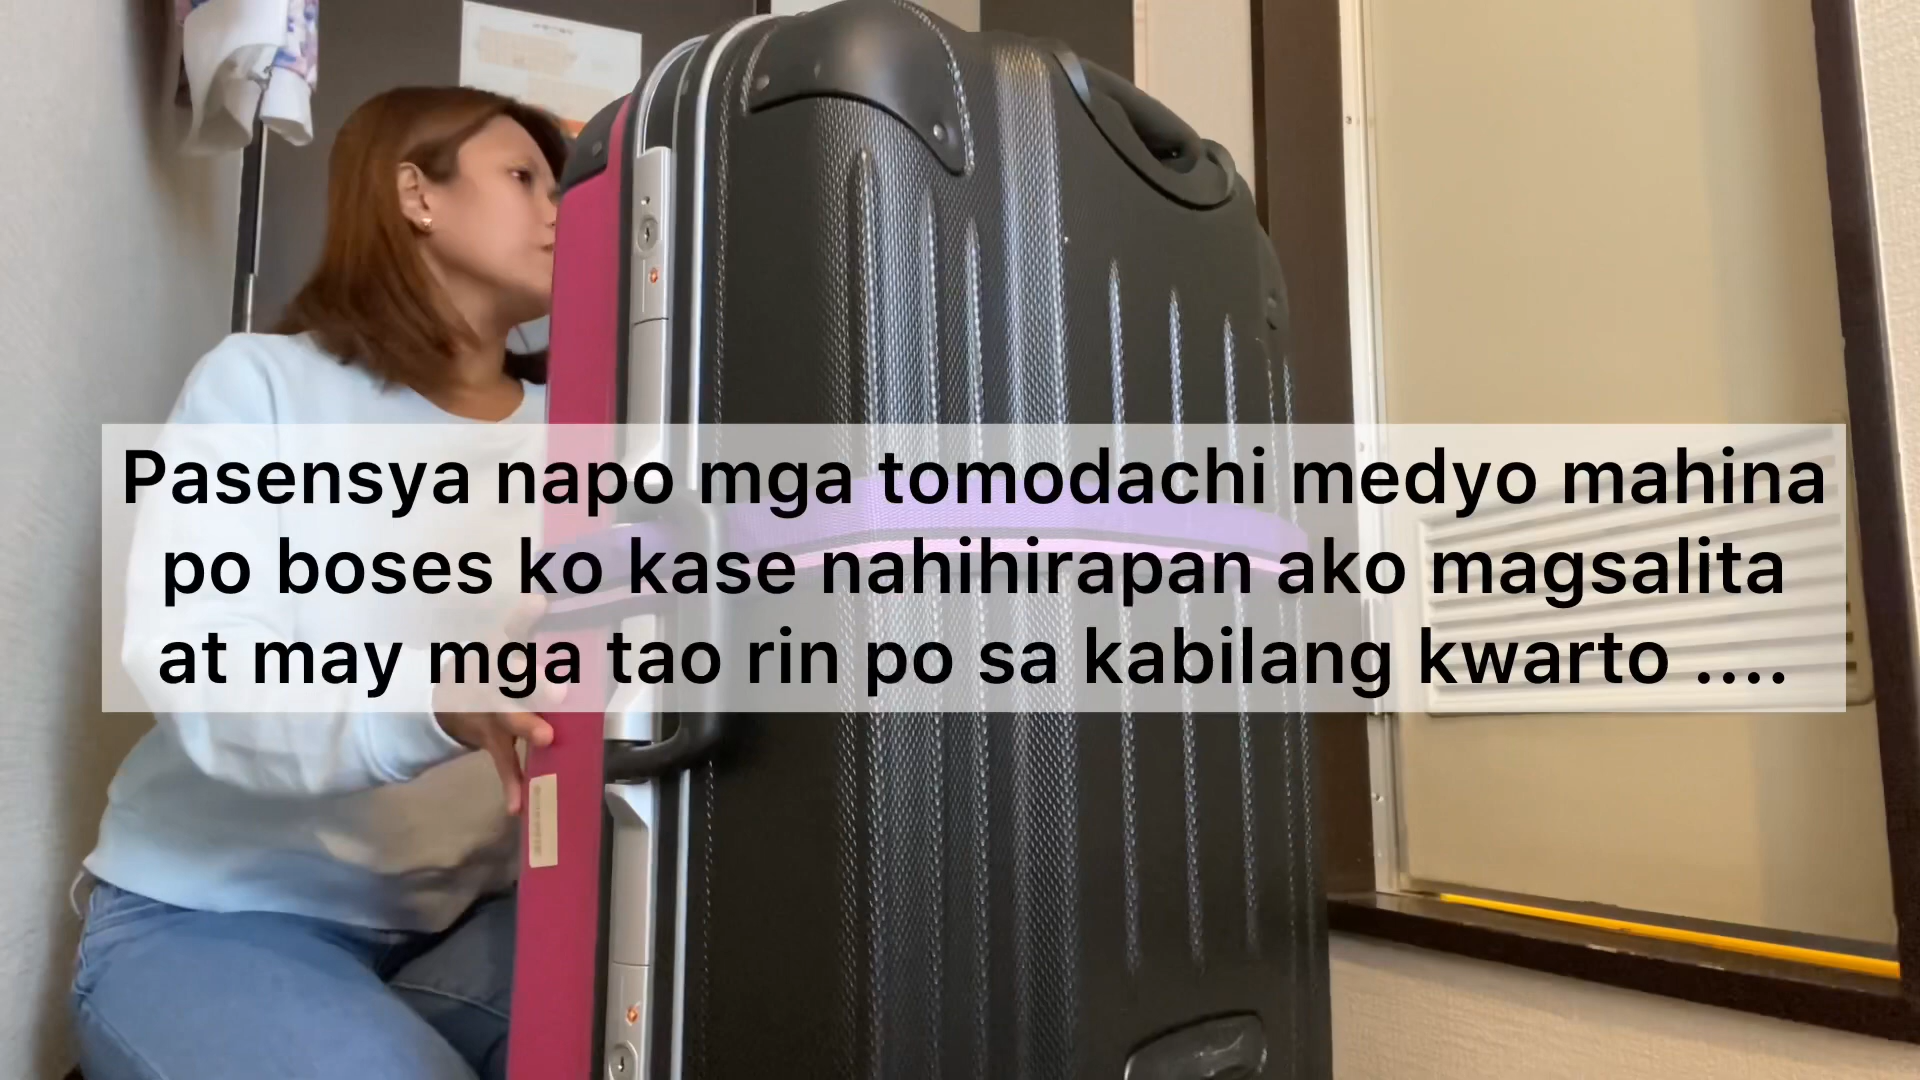 Pasensya napo mga tomodachi medyo mahina
po boses ko kase nahihirapan ako magsalita
at may mga tao rin po sa kabilang kwarto ....